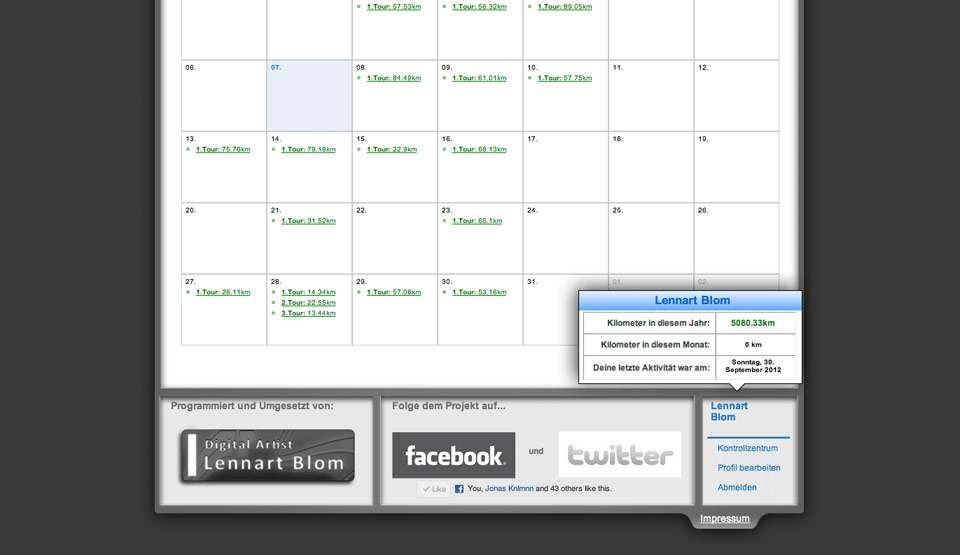 1.Tour: 57.53km 1.Tour: 56.32km 1.Tour: 89.05km
06. 07. 08. 09. 10. 11. 12.
1.Tour: 84.49km 1.Tour: 61.01km 1.Tour: 57.75km
13. 14. 15. 16. 17. 18. 19.
1.Tour: 75.76km 1.Tour: 79.18km 1.Tour: 22.9km 1.Tour: 68.13km
20. 21. 22. 23. 24. 25. 26.
1.Tour: 31.52km 1.Tour: 65.1km
27. 28. 29. 30. 31. 01. 02.
1.Tour: 26.11km 1.Tour: 14.34km 1.Tour: 57.06km 1.Tour: 53.16km
2.Tour: 22.55km
3.Tour: 13.44km
Lennart Blom
Kilometer in diesem Jahr: 5080.33km
Kilometer in diesem Monat: 0 km
Deine letzte Aktivität war am: Sonntag, 30.
September 2012
Programmiert und Umgesetzt von:
Digital Artist
Lennart Blom
Folge dem Projekt auf...
facebook. und twitter
Like You, Jonas Knlmnn and 43 others like this.
Lennart
Blom
Kontrollzentrum
Profil bearbeiten
Abmelden
Impressum